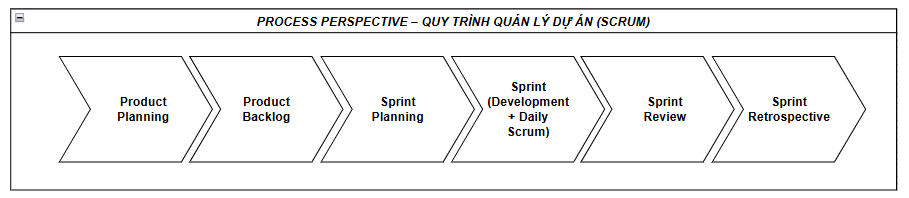 PROCESS PERSPECTIVE – QUY TRÌNH QUẢN LÝ DỰ ÁN (SCRUM)
Product
Planning
Product
Backlog
Sprint
Planning
Sprint
(Development
+ Daily
Scrum)
Sprint
Review
Sprint
Retrospective